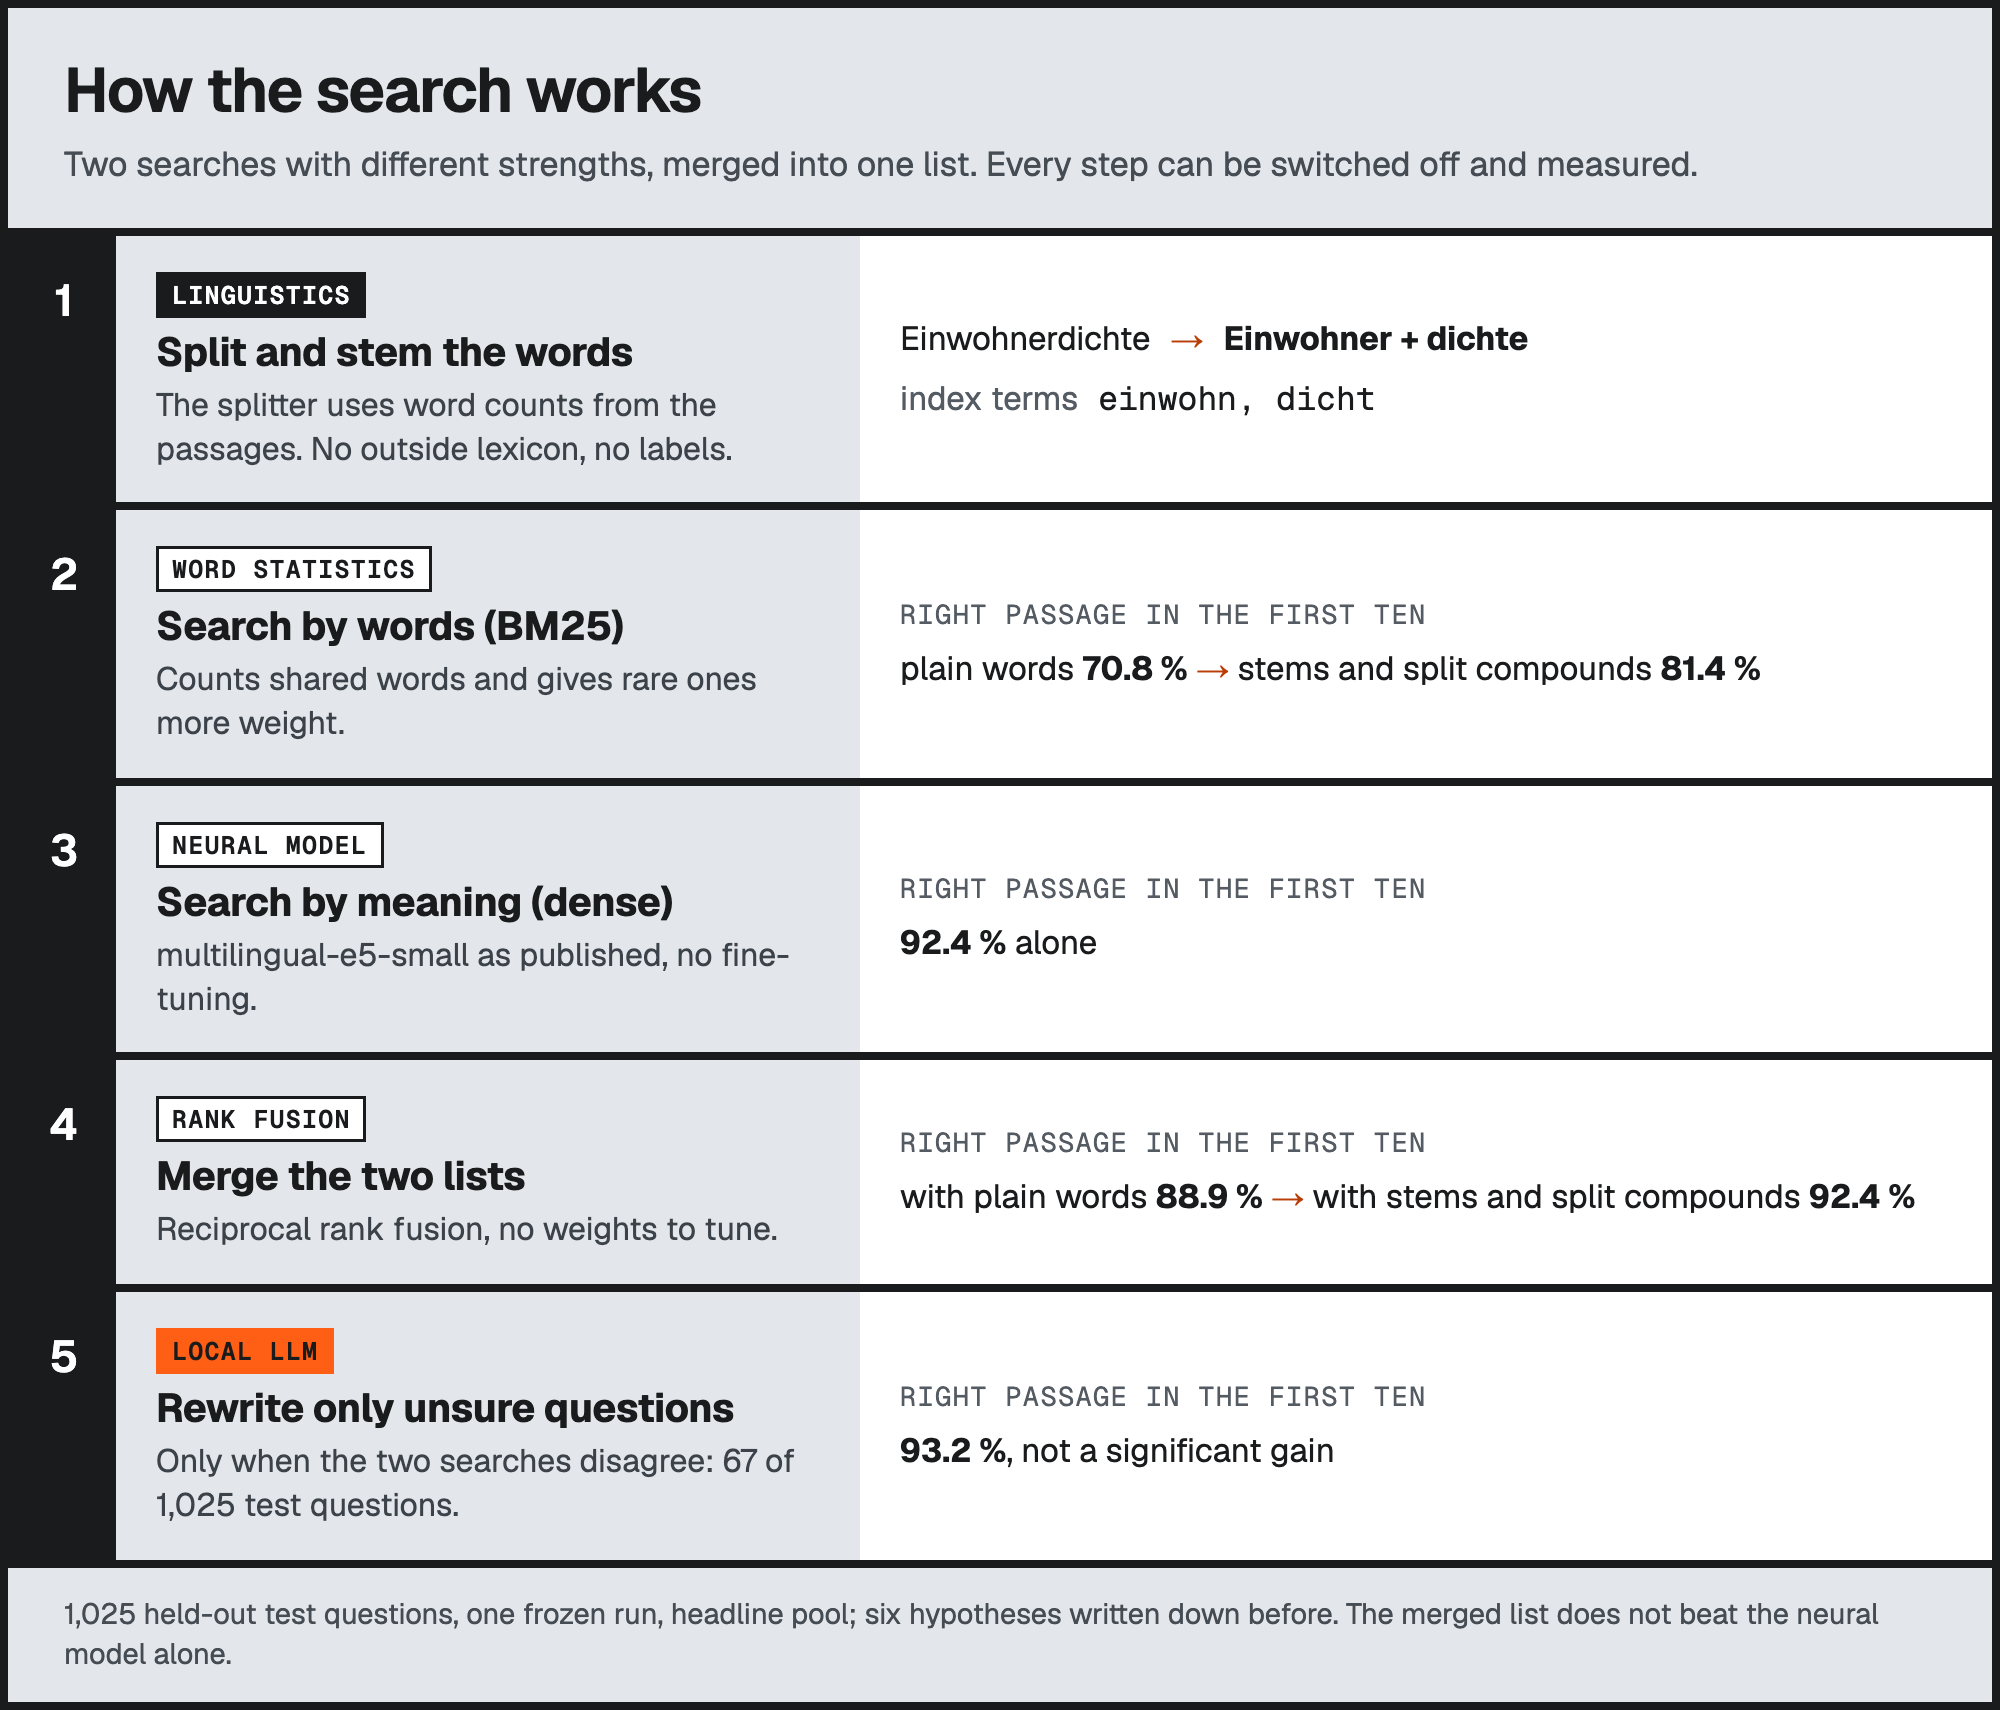 How the search works
Two searches with different strengths, merged into one list. Every step can be switched off and measured.
1
LINGUISTICS
Split and stem the words
The splitter uses word counts from the
passages. No outside lexicon, no labels.
Einwohnerdichte → Einwohner + dichte
index terms einwohn, dicht
2
WORD STATISTICS
Search by words (BM25)
Counts shared words and gives rare ones
more weight.
RIGHT PASSAGE IN THE FIRST TEN
plain words 70.8 % → stems and split compounds 81.4 %
3
NEURAL MODEL
Search by meaning (dense)
multilingual-e5-small as published, no fine-
tuning.
RIGHT PASSAGE IN THE FIRST TEN
92.4 % alone
4
RANK FUSION
Merge the two lists
Reciprocal rank fusion, no weights to tune.
RIGHT PASSAGE IN THE FIRST TEN
with plain words 88.9 % → with stems and split compounds 92.4 %
5
LOCAL LLM
Rewrite only unsure questions
Only when the two searches disagree: 67 of
1,025 test questions.
RIGHT PASSAGE IN THE FIRST TEN
93.2 %, not a significant gain
1,025 held-out test questions, one frozen run, headline pool; six hypotheses written down before. The merged list does not beat the neural
model alone.